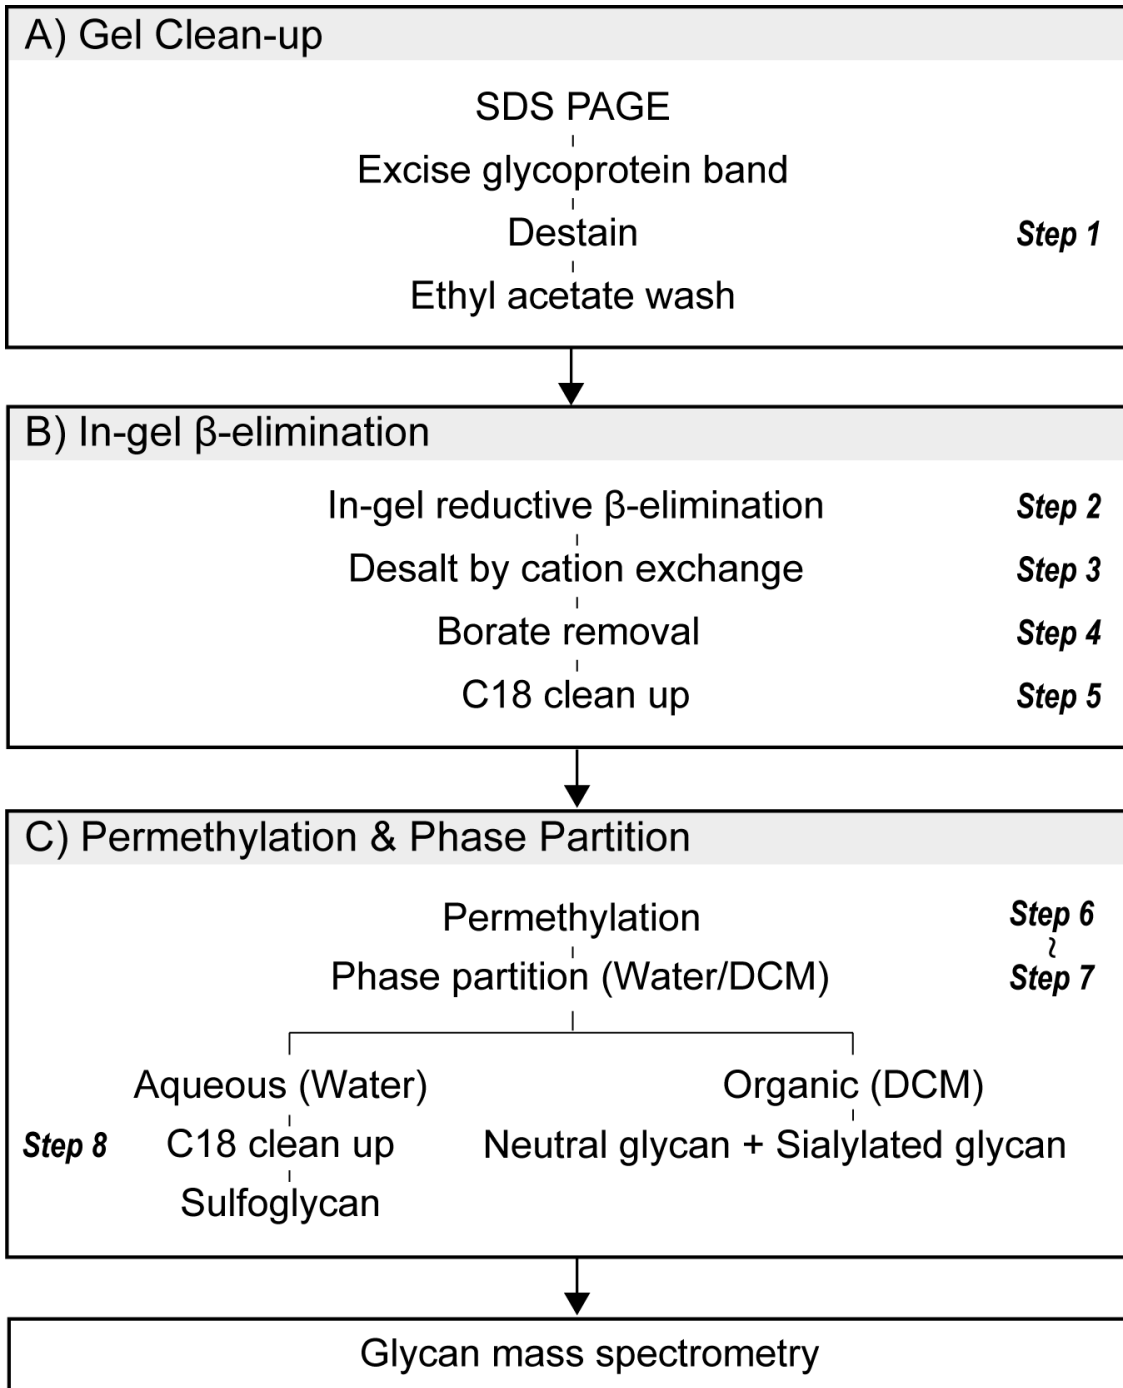 A) Gel Clean-up
SDS PAGE
Excise glycoprotein band
Destain
Step 1
Ethyl acetate wash
B) In-gel β-elimination
In-gel reductive β-elimination
Step 2
Desalt by cation exchange
Step 3
Borate removal
Step 4
C18 clean up
Step 5
C) Permethylation & Phase Partition
Permethylation
Step 6
~
Phase partition (Water/DCM)
Step 7
Aqueous (Water)
Organic (DCM)
Step 8
C18 clean up
Neutral glycan + Sialylated glycan
Sulfoglycan
Glycan mass spectrometry